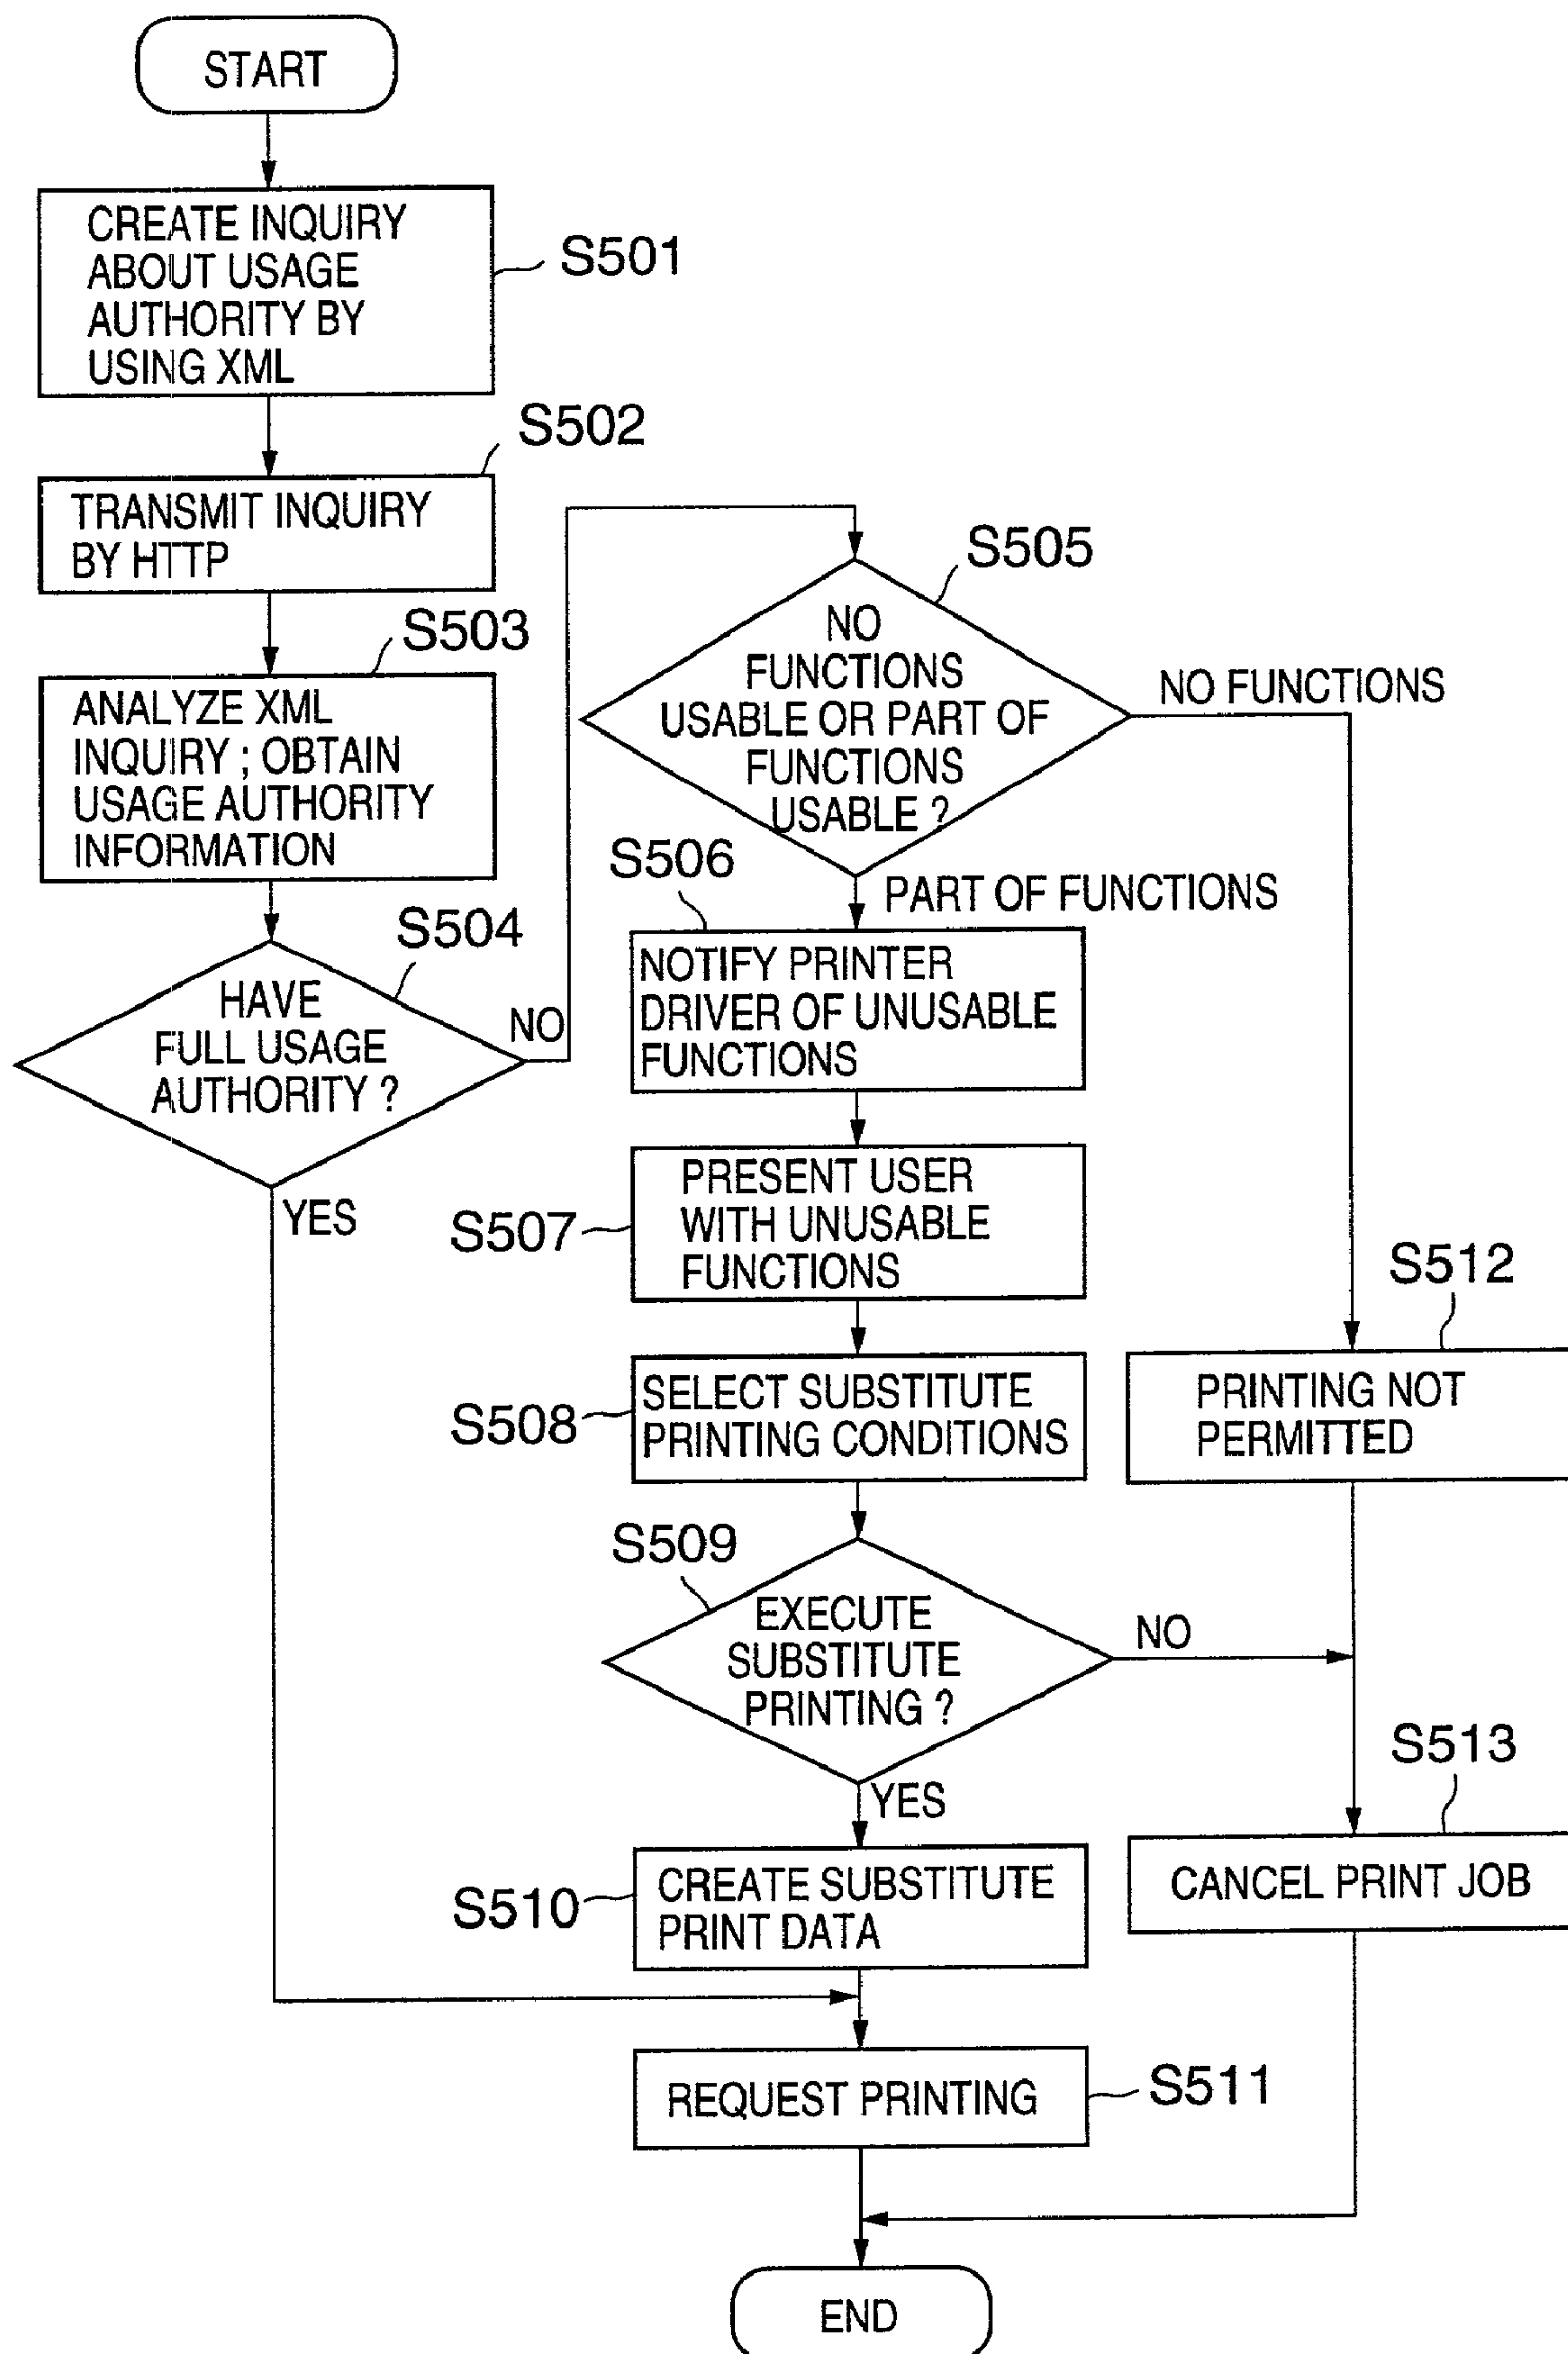 START
CREATE INQUIRY
ABOUT USAGE
AUTHORITY BY
USING XML
S501
S502
TRANSMIT INQUIRY
BY HTTP
S503
ANALYZE XML
INQUIRY ; OBTAIN
USAGE AUTHORITY
INFORMATION
S504
HAVE
FULL USAGE
AUTHORITY ?
NO
YES
S505
NO
FUNCTIONS
USABLE OR PART OF
FUNCTIONS
USABLE ?
NO FUNCTIONS
PART OF FUNCTIONS
S506
NOTIFY PRINTER
DRIVER OF UNUSABLE
FUNCTIONS
S507
PRESENT USER
WITH UNUSABLE
FUNCTIONS
S508
SELECT SUBSTITUTE
PRINTING CONDITIONS
S512
PRINTING NOT
PERMITTED
S509
EXECUTE
SUBSTITUTE
PRINTING ?
NO
YES
S513
CANCEL PRINT JOB
S510
CREATE SUBSTITUTE
PRINT DATA
REQUEST PRINTING
S511
END